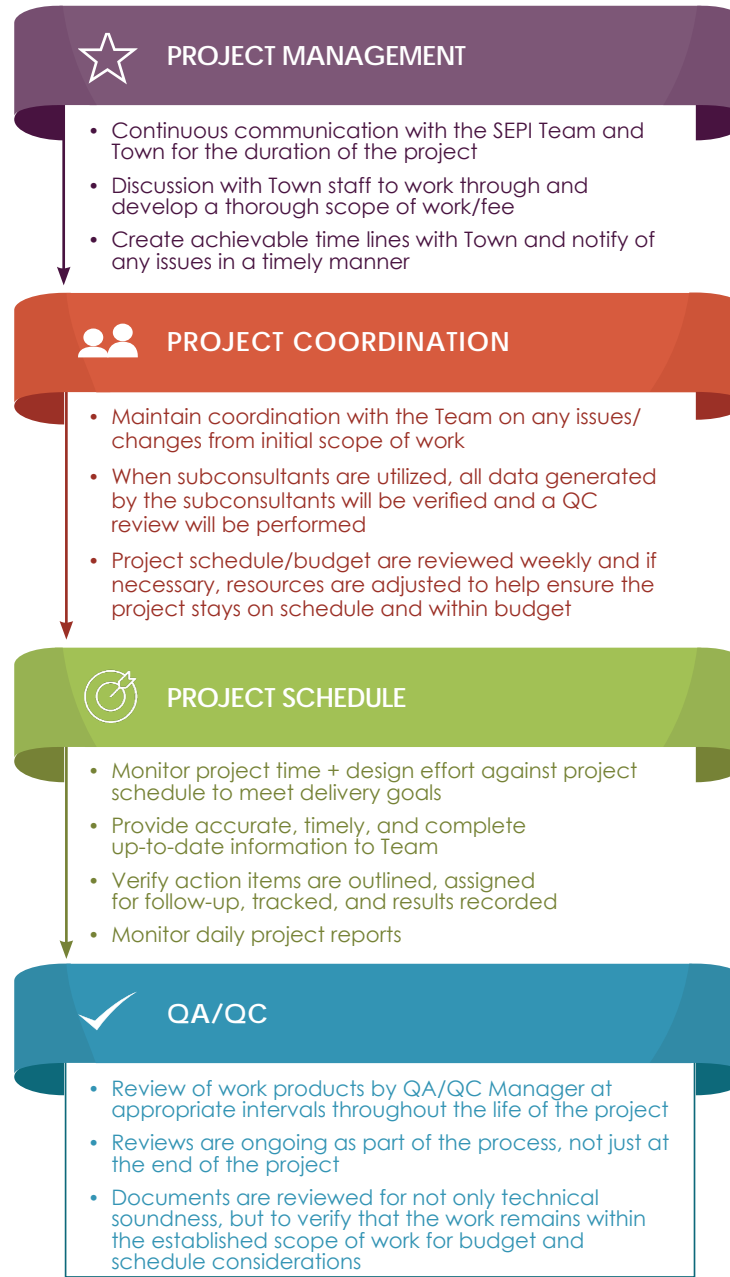 PROJECT MANAGEMENT
• Continuous communication with the SEPI Team and
Town for the duration of the project
• Discussion with Town staff to work through and
develop a thorough scope of work/fee
• Create achievable time lines with Town and notify of
any issues in a timely manner
PROJECT COORDINATION
• Maintain coordination with the Team on any issues/
changes from initial scope of work
• When subconsultants are utilized, all data generated
by the subconsultants will be verified and a QC
review will be performed
• Project schedule/budget are reviewed weekly and if
necessary, resources are adjusted to help ensure the
project stays on schedule and within budget
PROJECT SCHEDULE
• Monitor project time + design effort against project
schedule to meet delivery goals
• Provide accurate, timely, and complete
up-to-date information to Team
• Verify action items are outlined, assigned
for follow-up, tracked, and results recorded
• Monitor daily project reports
QA/QC
• Review of work products by QA/QC Manager at
appropriate intervals throughout the life of the project
• Reviews are ongoing as part of the process, not just at
the end of the project
• Documents are reviewed for not only technical
soundness, but to verify that the work remains within
the established scope of work for budget and
schedule considerations